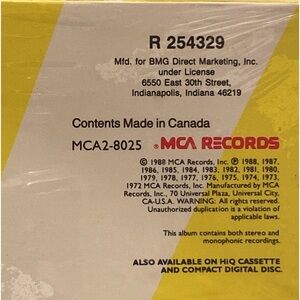 R 254329
Mfd. for BMG Direct Marketing, Inc.
under License
6550 East 30th Street,
Indianapolis, Indiana 46219
Contents Made in Canada
MCA2-8025 MCA RECORDS
© 1988 MCA Records, Inc. ℗ 1988, 1987,
1986, 1985, 1984, 1983, 1982, 1981, 1980,
1979, 1978, 1977, 1976, 1975, 1974, 1973,
1972 MCA Records, Inc. Manufactured by MCA
Records, Inc., 70 Universal Plaza, Universal City,
CA-U.S.A. WARNING: All rights reserved.
Unauthorized duplication is a violation of
applicable laws.
This album contains both stereo and
monophonic recordings.
ALSO AVAILABLE ON HiQ CASSETTE
AND COMPACT DIGITAL DISC.